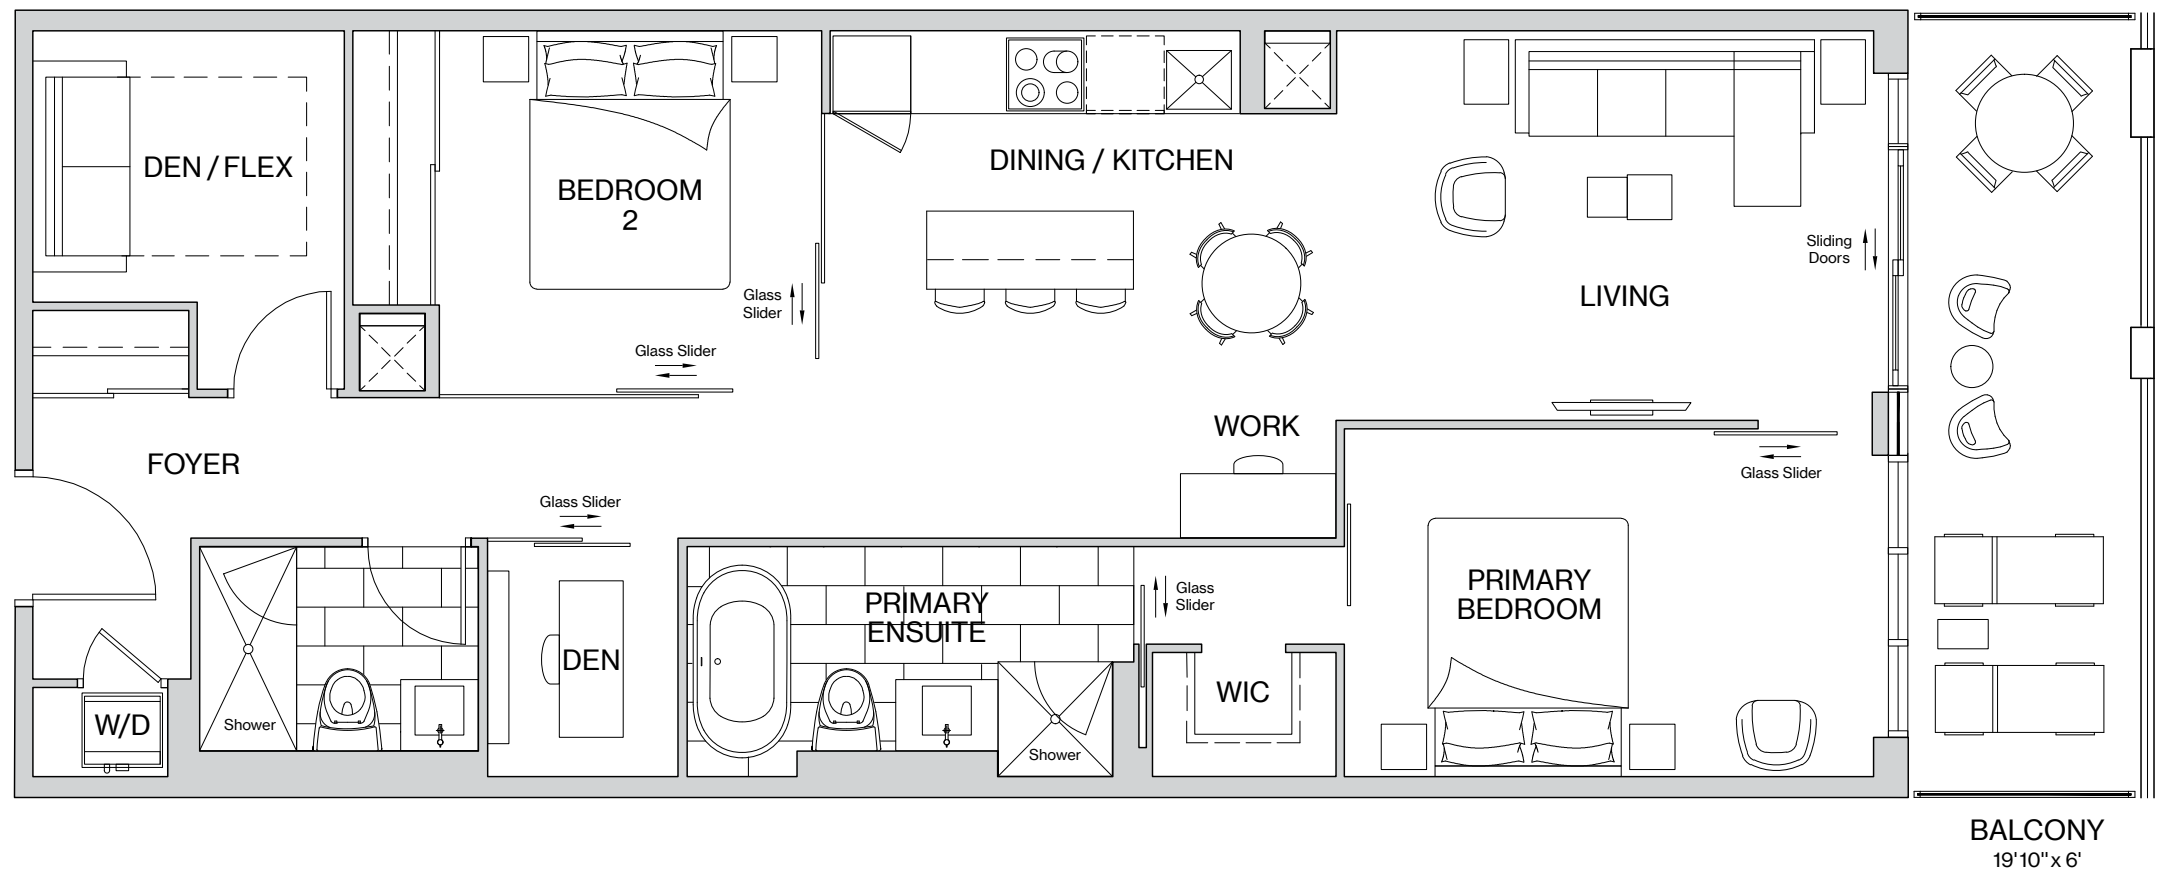 DEN / FLEX
BEDROOM
2
DINING / KITCHEN
Sliding
Doors
LIVING
Glass
Slider
Glass Slider
WORK
FOYER
Glass Slider
Glass Slider
PRIMARY
BEDROOM
Glass
Slider
PRIMARY
ENSUITE
DEN
WIC
W/D
Shower
Shower
BALCONY
19'10" x 6'